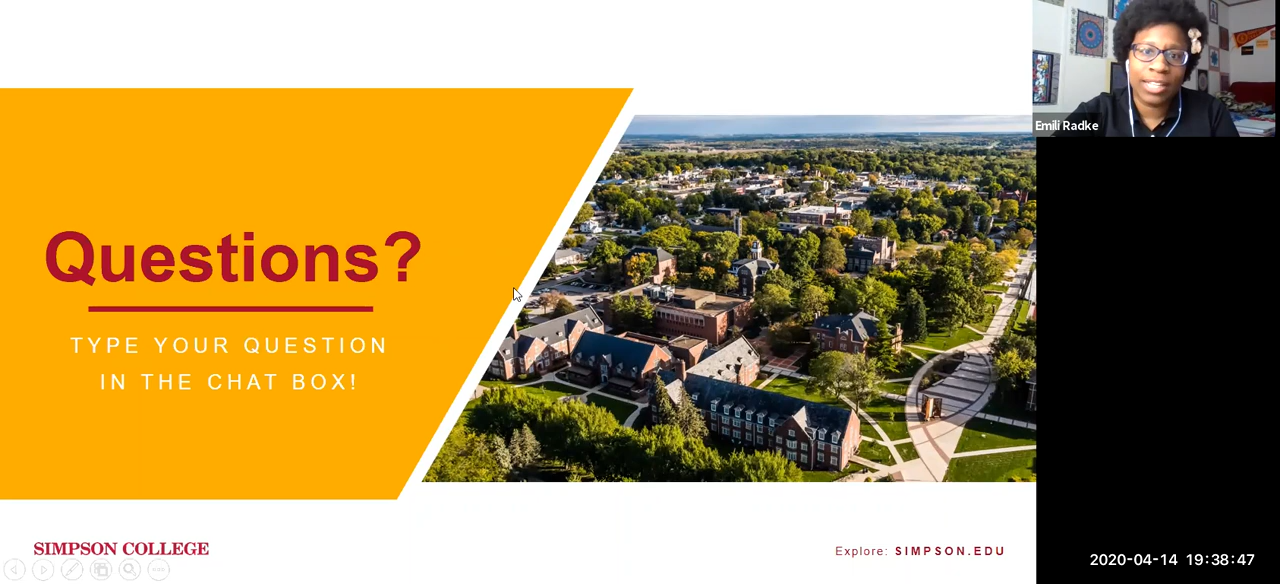 Emili Radke
Questions?
TYPE YOUR QUESTION
IN THE CHAT BOX!
SIMPSON COLLEGE
Explore: SIMPSON.EDU
2020-04-14 19:38:47